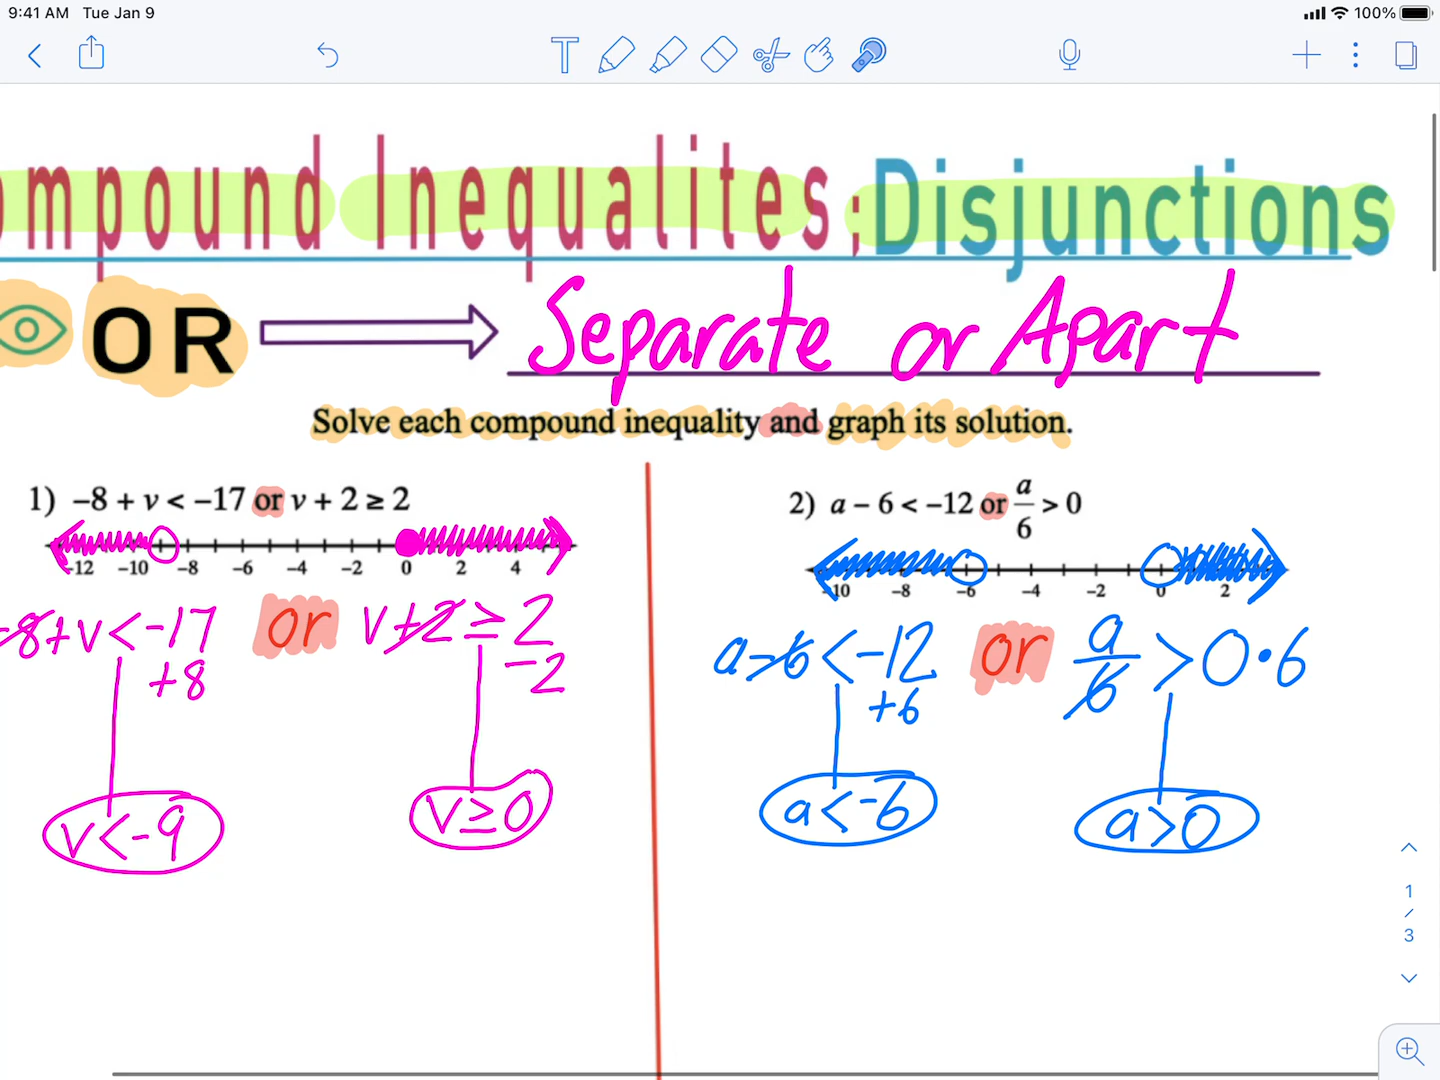 9:41 AM Tue Jan 9 100%
ompound Inequalites; Disjunctions
OR Separate or Apart
Solve each compound inequality and graph its solution.
1) −8 + v < −17 or v + 2 ≥ 2
-12 −10 −8 −6 −4 −2 0 2 4
-8+v<-17 or v+2≥2
+8 -2
v<-9 v≥0
2) a − 6 < −12 or a/6 > 0
-10 −8 −6 −4 −2 0 2
a-6<-12 or a/6 >0•6
+6
a<-6 a>0
1
/
3